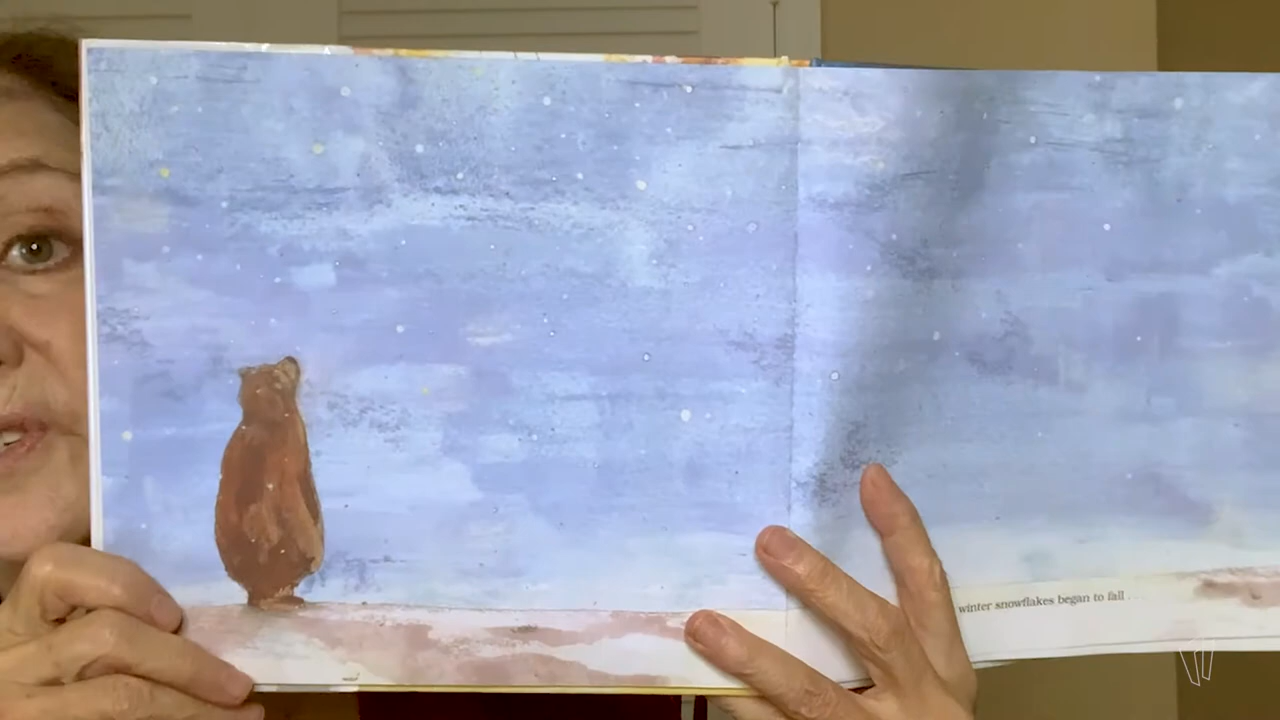 winter snowflakes began to fall . . .